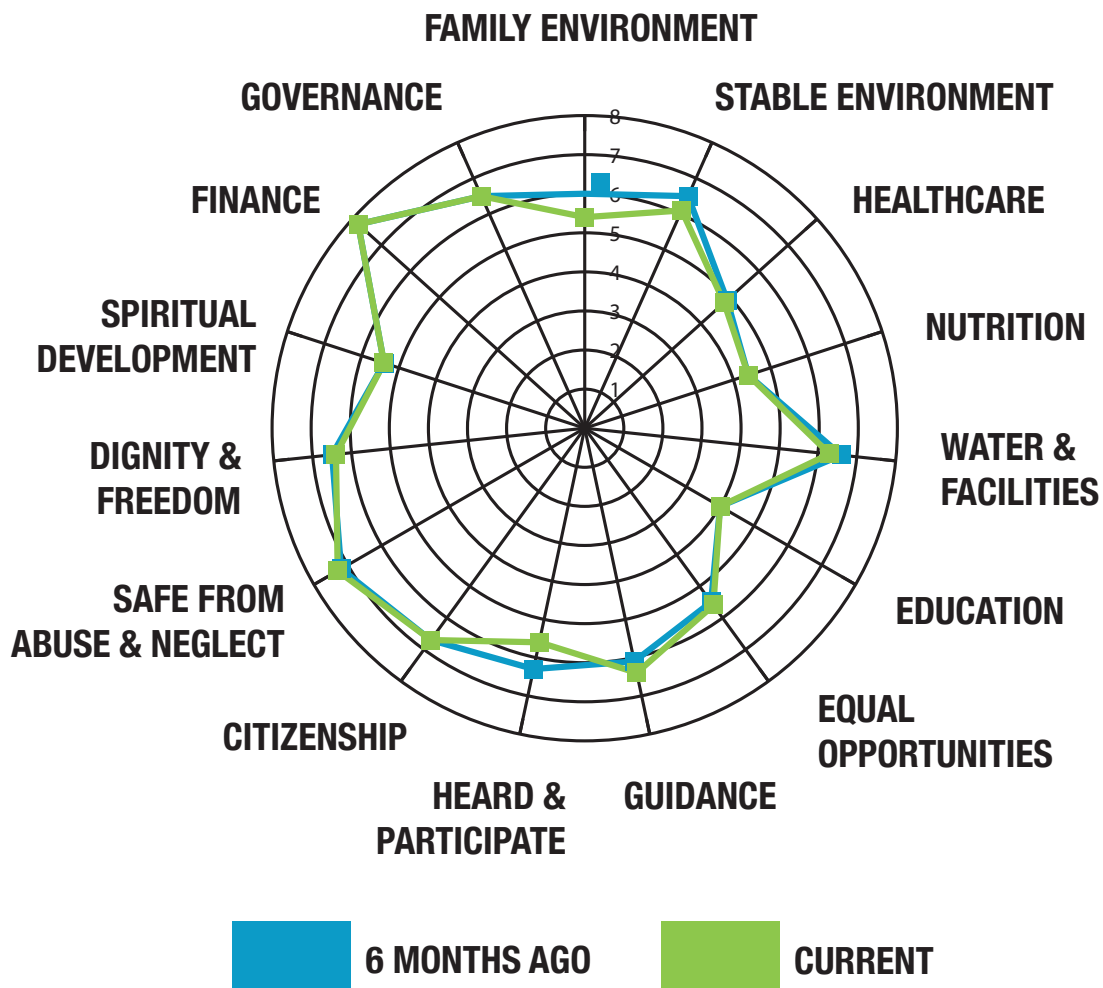 FAMILY ENVIRONMENT
GOVERNANCE
STABLE ENVIRONMENT
FINANCE
HEALTHCARE
SPIRITUAL
DEVELOPMENT
NUTRITION
DIGNITY &
FREEDOM
WATER &
FACILITIES
SAFE FROM
ABUSE & NEGLECT
EDUCATION
CITIZENSHIP
EQUAL
OPPORTUNITIES
HEARD &
PARTICIPATE
GUIDANCE
8
7
6
5
4
3
2
1
6 MONTHS AGO
CURRENT